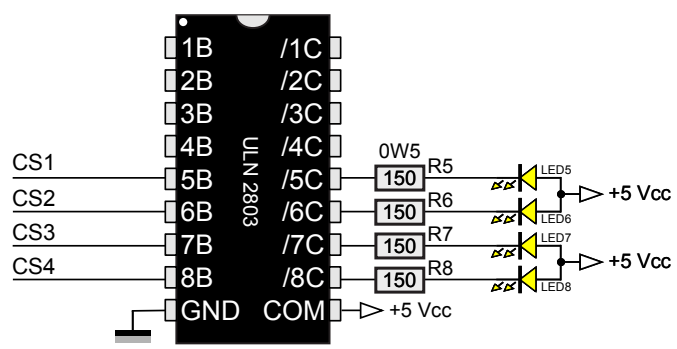 1B /1C
2B /2C
3B /3C
4B /4C
0W5
CS1 5B /5C 150 R5 LED5
+5 Vcc
CS2 6B /6C 150 R6 LED6
CS3 7B /7C 150 R7 LED7
+5 Vcc
CS4 8B /8C 150 R8 LED8
GND COM +5 Vcc
ULN 2803